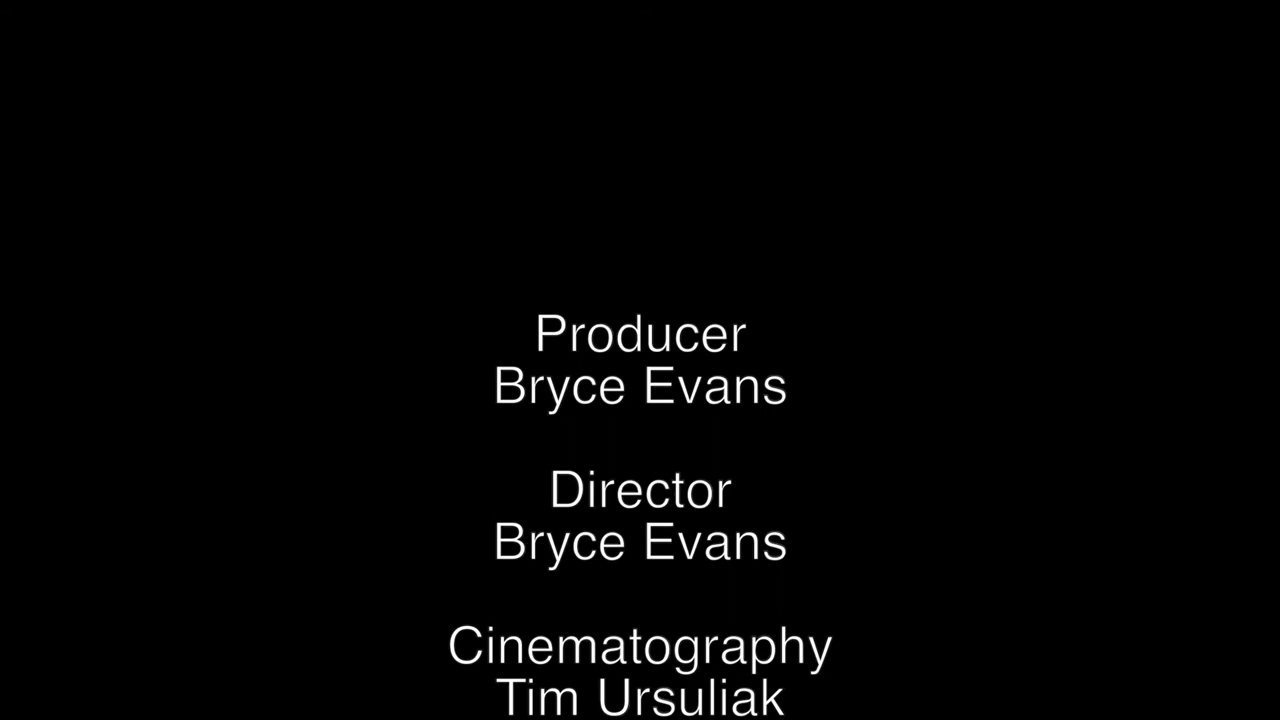 Producer
Bryce Evans
Director
Bryce Evans
Cinematography
Tim Ursuliak